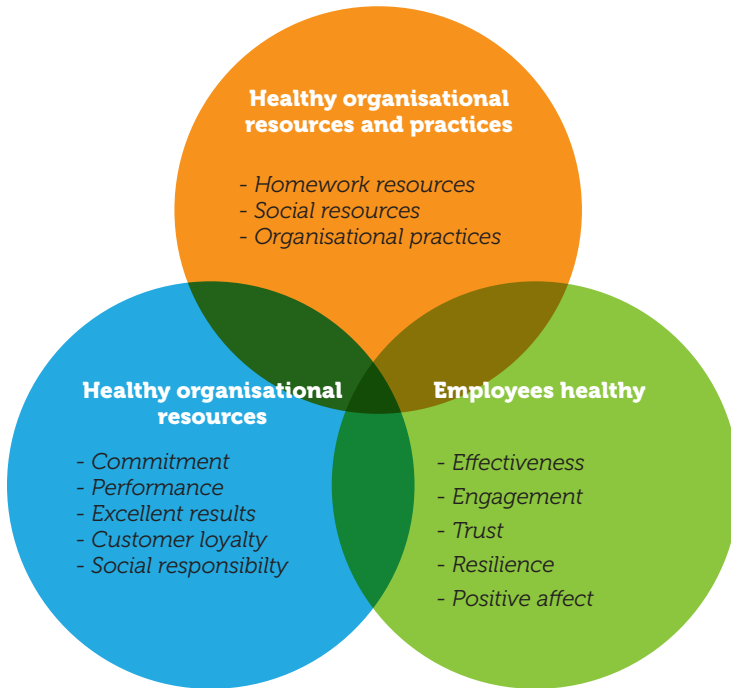 Healthy organisational
resources and practices
- Homework resources
- Social resources
- Organisational practices
Healthy organisational
resources
- Commitment
- Performance
- Excellent results
- Customer loyalty
- Social responsibilty
Employees healthy
- Effectiveness
- Engagement
- Trust
- Resilience
- Positive affect